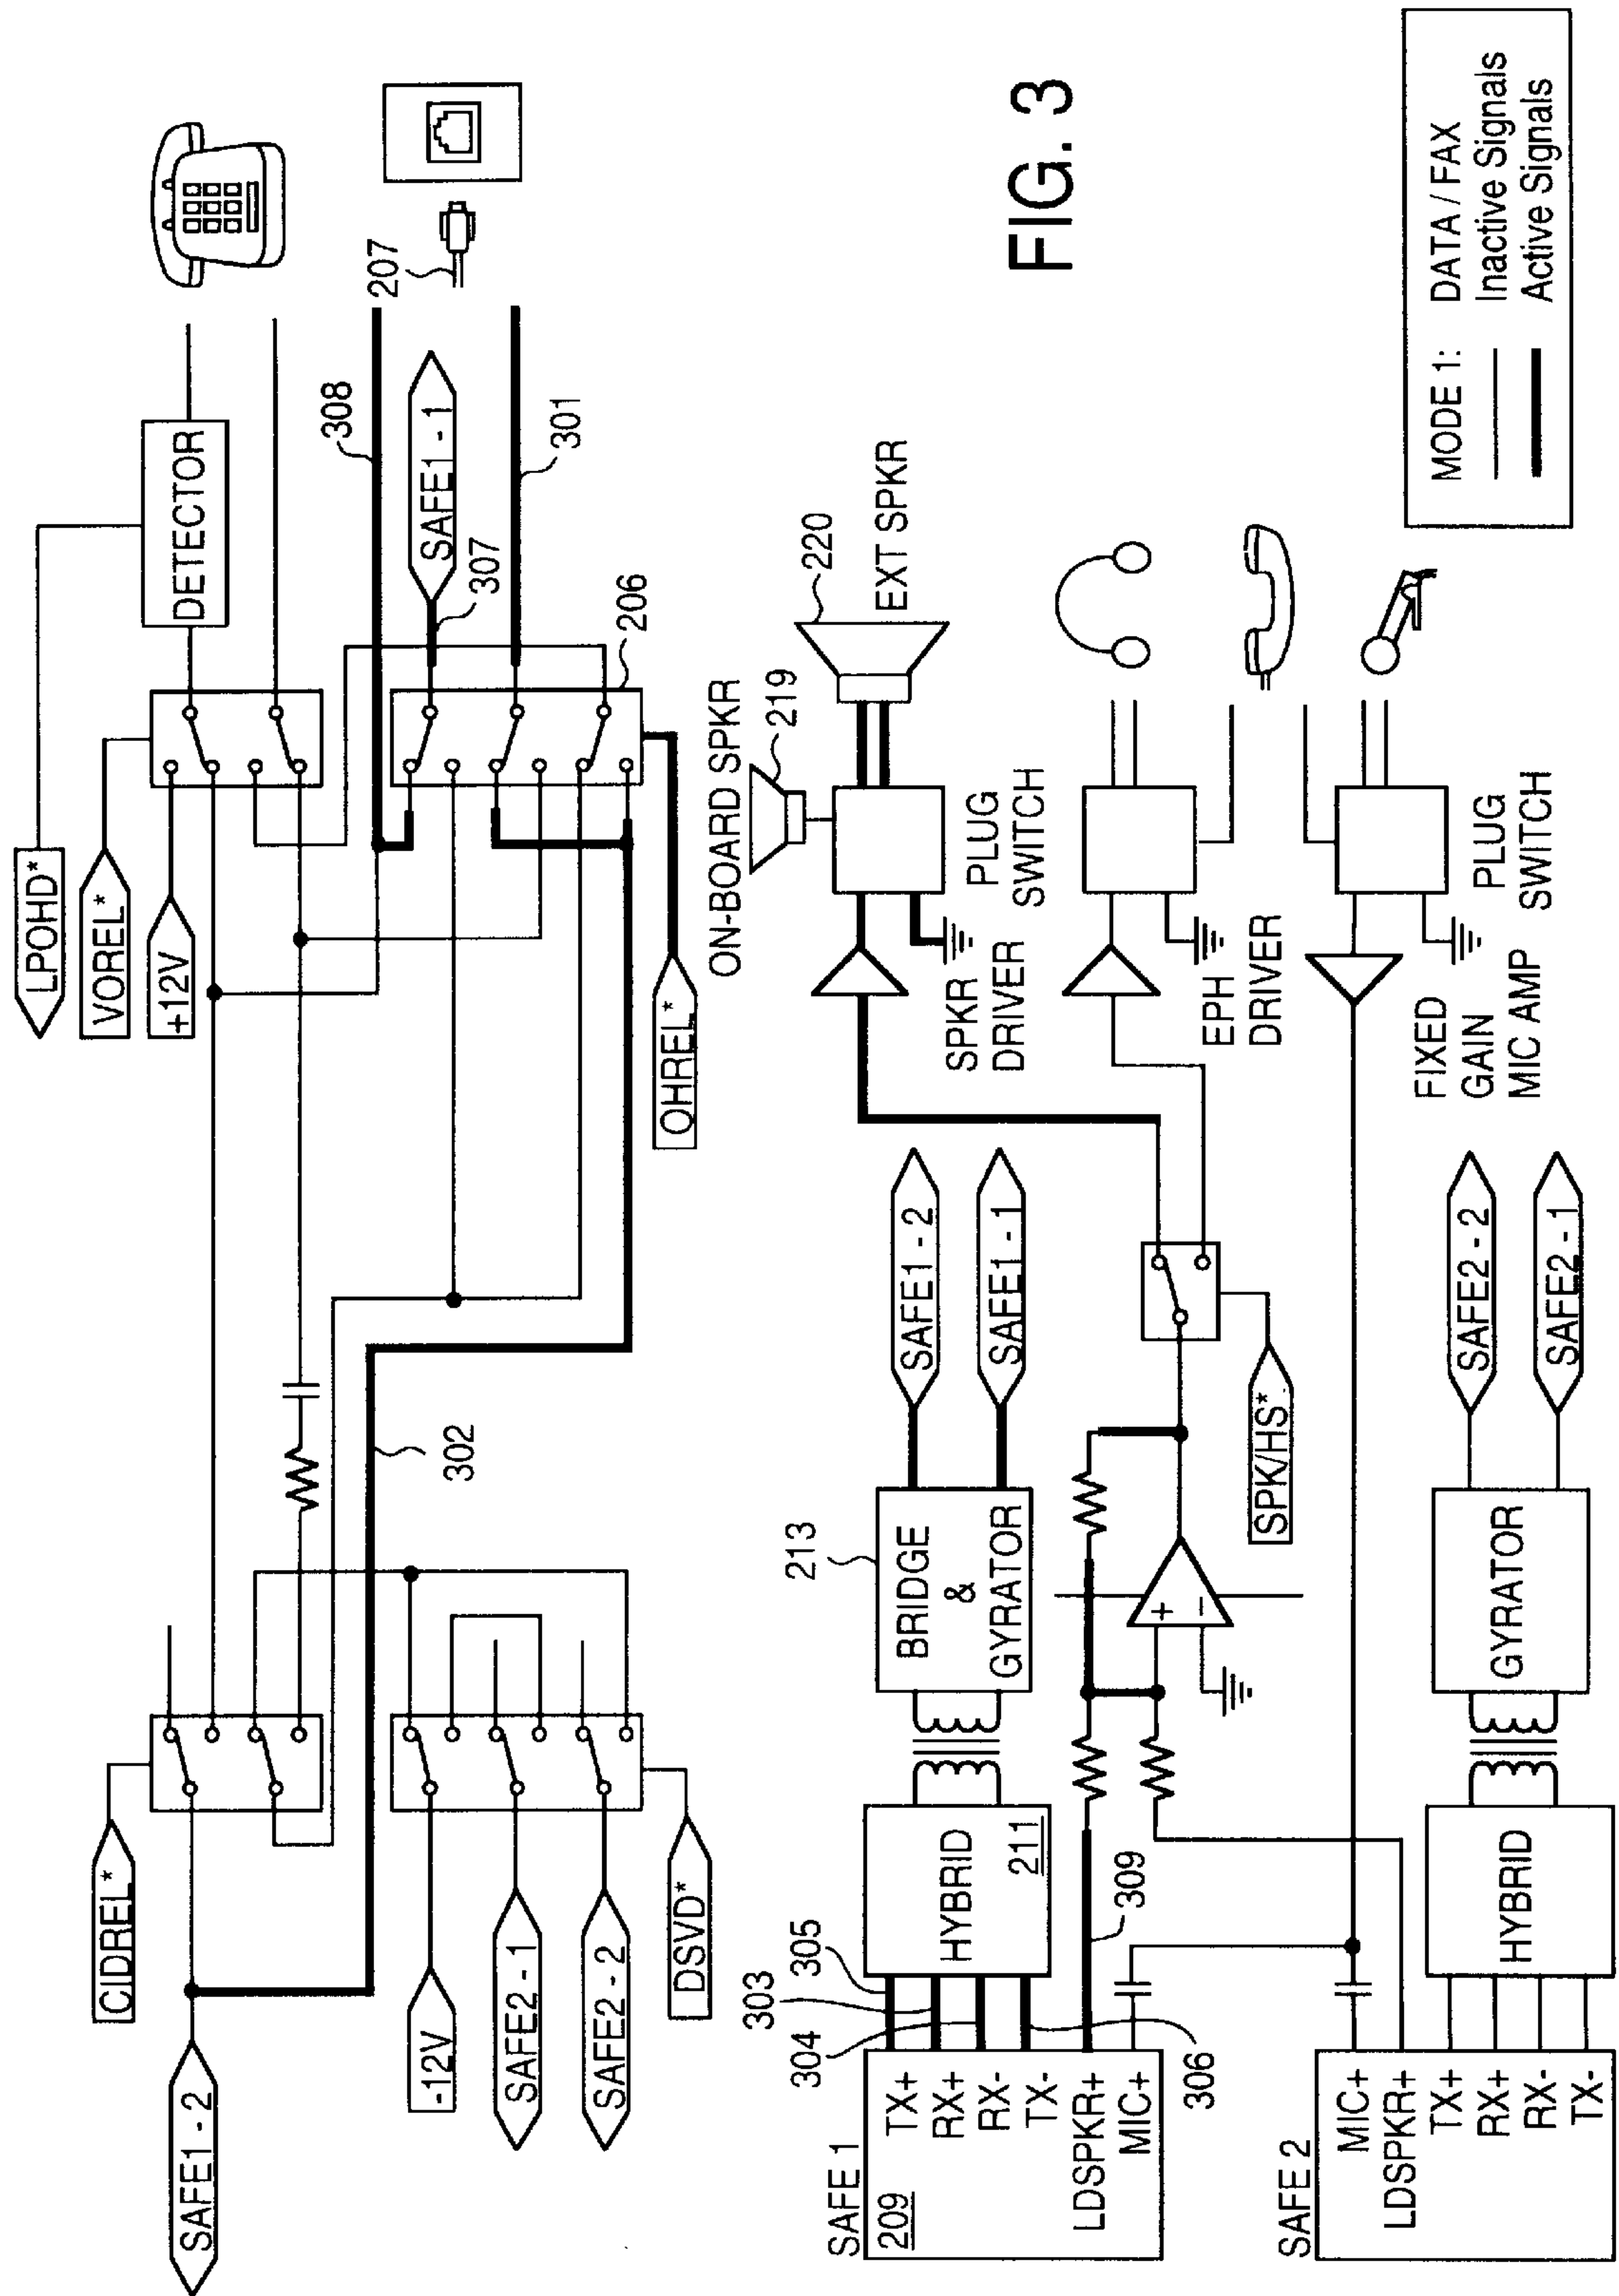 LPOHD*
VOREL*
+12V
DETECTOR
308
207
SAFE1 - 1
307
301
206
OHREL*
CIDREL*
SAFE1 - 2
302
-12V
SAFE2 - 1
SAFE2 - 2
DSVD*
FIG. 3
ON-BOARD SPKR
219
220
EXT SPKR
SPKR
DRIVER
PLUG
SWITCH
EPH
DRIVER
FIXED
GAIN
MIC AMP
PLUG
SWITCH
213
BRIDGE
&
GYRATOR
SAFE1 - 2
SAFE1 - 1
SPK/HS*
HYBRID
211
303
305
304
306
309
SAFE 1
209
TX+
RX+
RX-
TX-
LDSPKR+
MIC+
+
−
SAFE 2
MIC+
LDSPKR+
TX+
RX+
RX-
TX-
HYBRID
GYRATOR
SAFE2 - 2
SAFE2 - 1
MODE 1: DATA / FAX
Inactive Signals
Active Signals